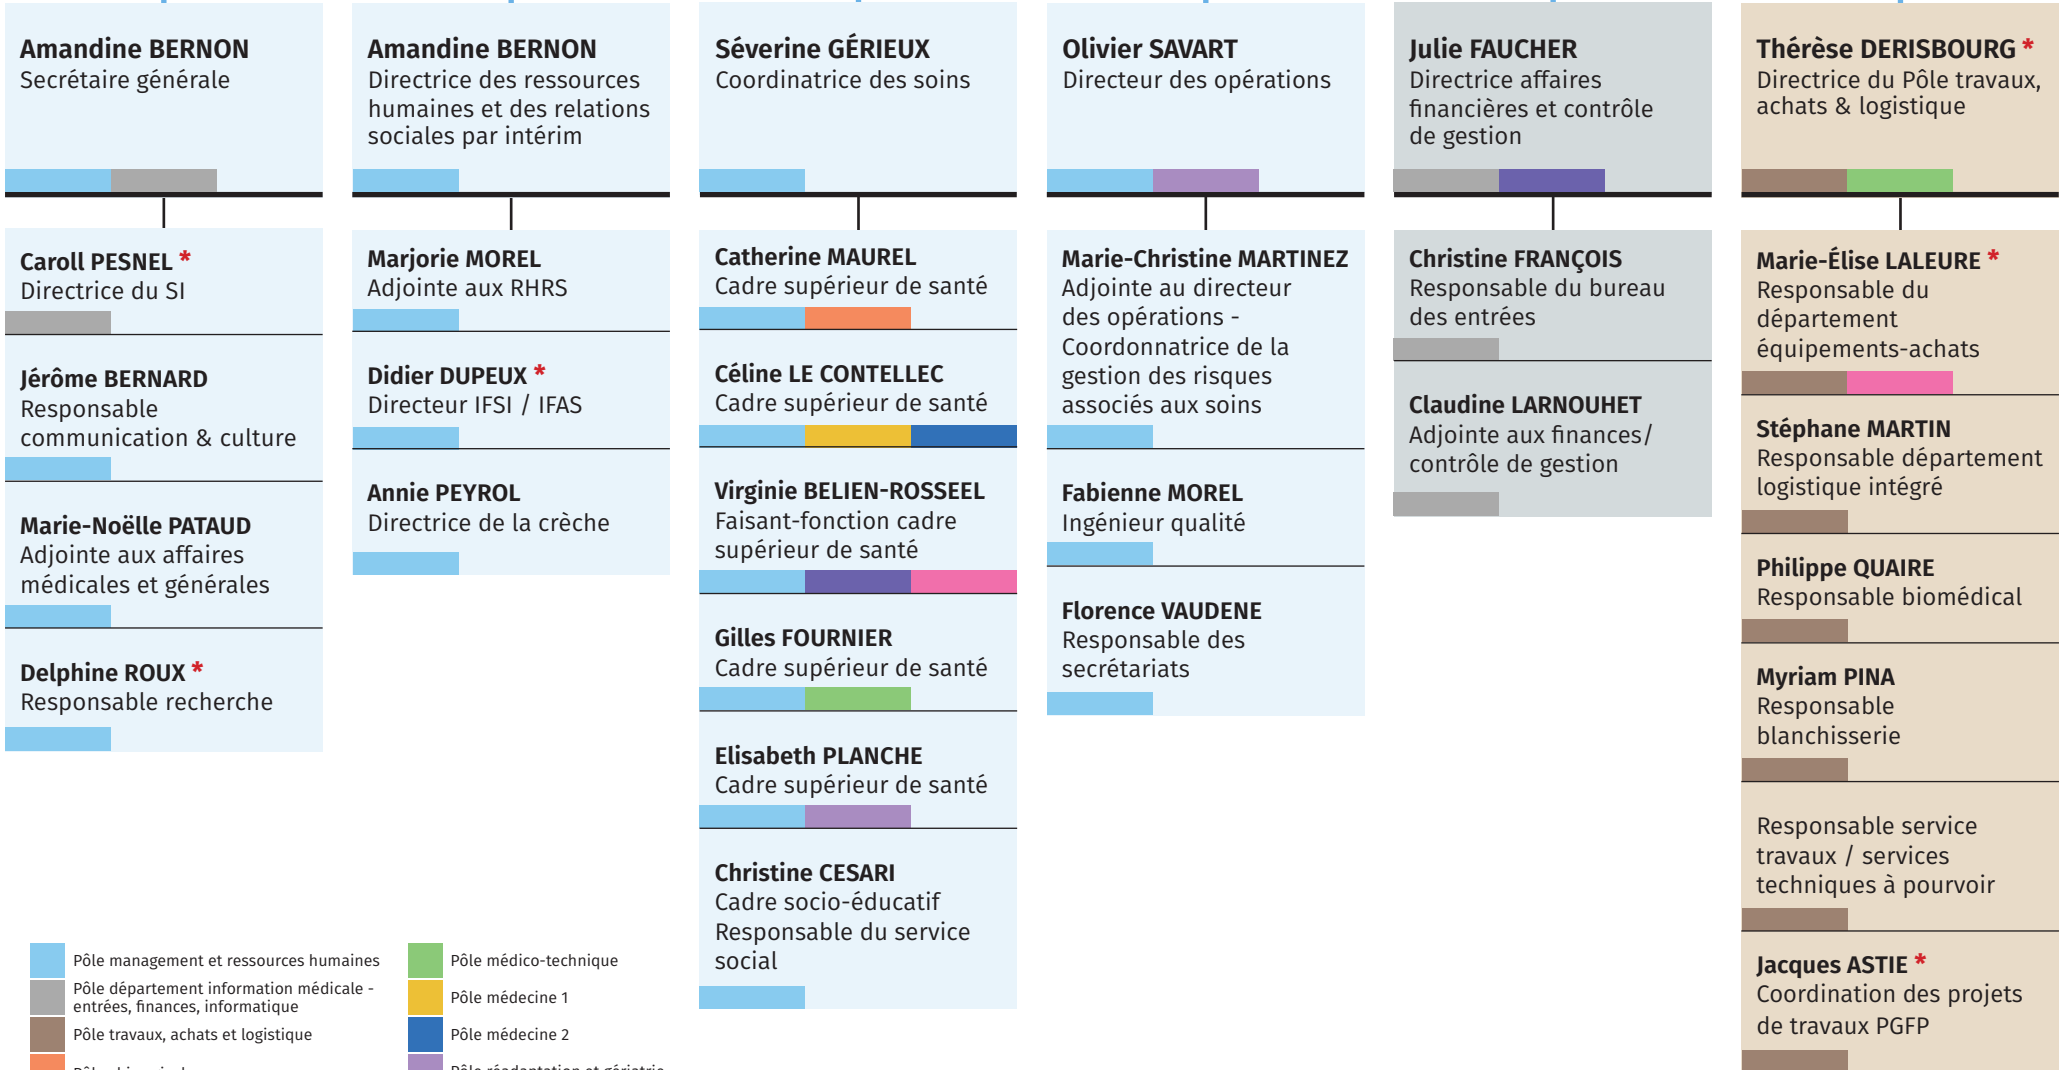 Amandine BERNON
Secrétaire générale
Caroll PESNEL *
Directrice du SI
Jérôme BERNARD
Responsable
communication & culture
Marie-Noëlle PATAUD
Adjointe aux affaires
médicales et générales
Delphine ROUX *
Responsable recherche
Amandine BERNON
Directrice des ressources
humaines et des relations
sociales par intérim
Marjorie MOREL
Adjointe aux RHRS
Didier DUPEUX *
Directeur IFSI / IFAS
Annie PEYROL
Directrice de la crèche
Séverine GÉRIEUX
Coordinatrice des soins
Catherine MAUREL
Cadre supérieur de santé
Céline LE CONTELLEC
Cadre supérieur de santé
Virginie BELIEN-ROSSEEL
Faisant-fonction cadre
supérieur de santé
Gilles FOURNIER
Cadre supérieur de santé
Elisabeth PLANCHE
Cadre supérieur de santé
Christine CESARI
Cadre socio-éducatif
Responsable du service
social
Olivier SAVART
Directeur des opérations
Marie-Christine MARTINEZ
Adjointe au directeur
des opérations -
Coordonnatrice de la
gestion des risques
associés aux soins
Fabienne MOREL
Ingénieur qualité
Florence VAUDENE
Responsable des
secrétariats
Julie FAUCHER
Directrice affaires
financières et contrôle
de gestion
Christine FRANÇOIS
Responsable du bureau
des entrées
Claudine LARNOUHET
Adjointe aux finances/
contrôle de gestion
Thérèse DERISBOURG *
Directrice du Pôle travaux,
achats & logistique
Marie-Élise LALEURE *
Responsable du
département
équipements-achats
Stéphane MARTIN
Responsable département
logistique intégré
Philippe QUAIRE
Responsable biomédical
Myriam PINA
Responsable
blanchisserie
Responsable service
travaux / services
techniques à pourvoir
Jacques ASTIE *
Coordination des projets
de travaux PGFP
Pôle management et ressources humaines
Pôle département information médicale -
entrées, finances, informatique
Pôle travaux, achats et logistique
Pôle médico-technique
Pôle médecine 1
Pôle médecine 2
Pôle réadaptation et gériatrie